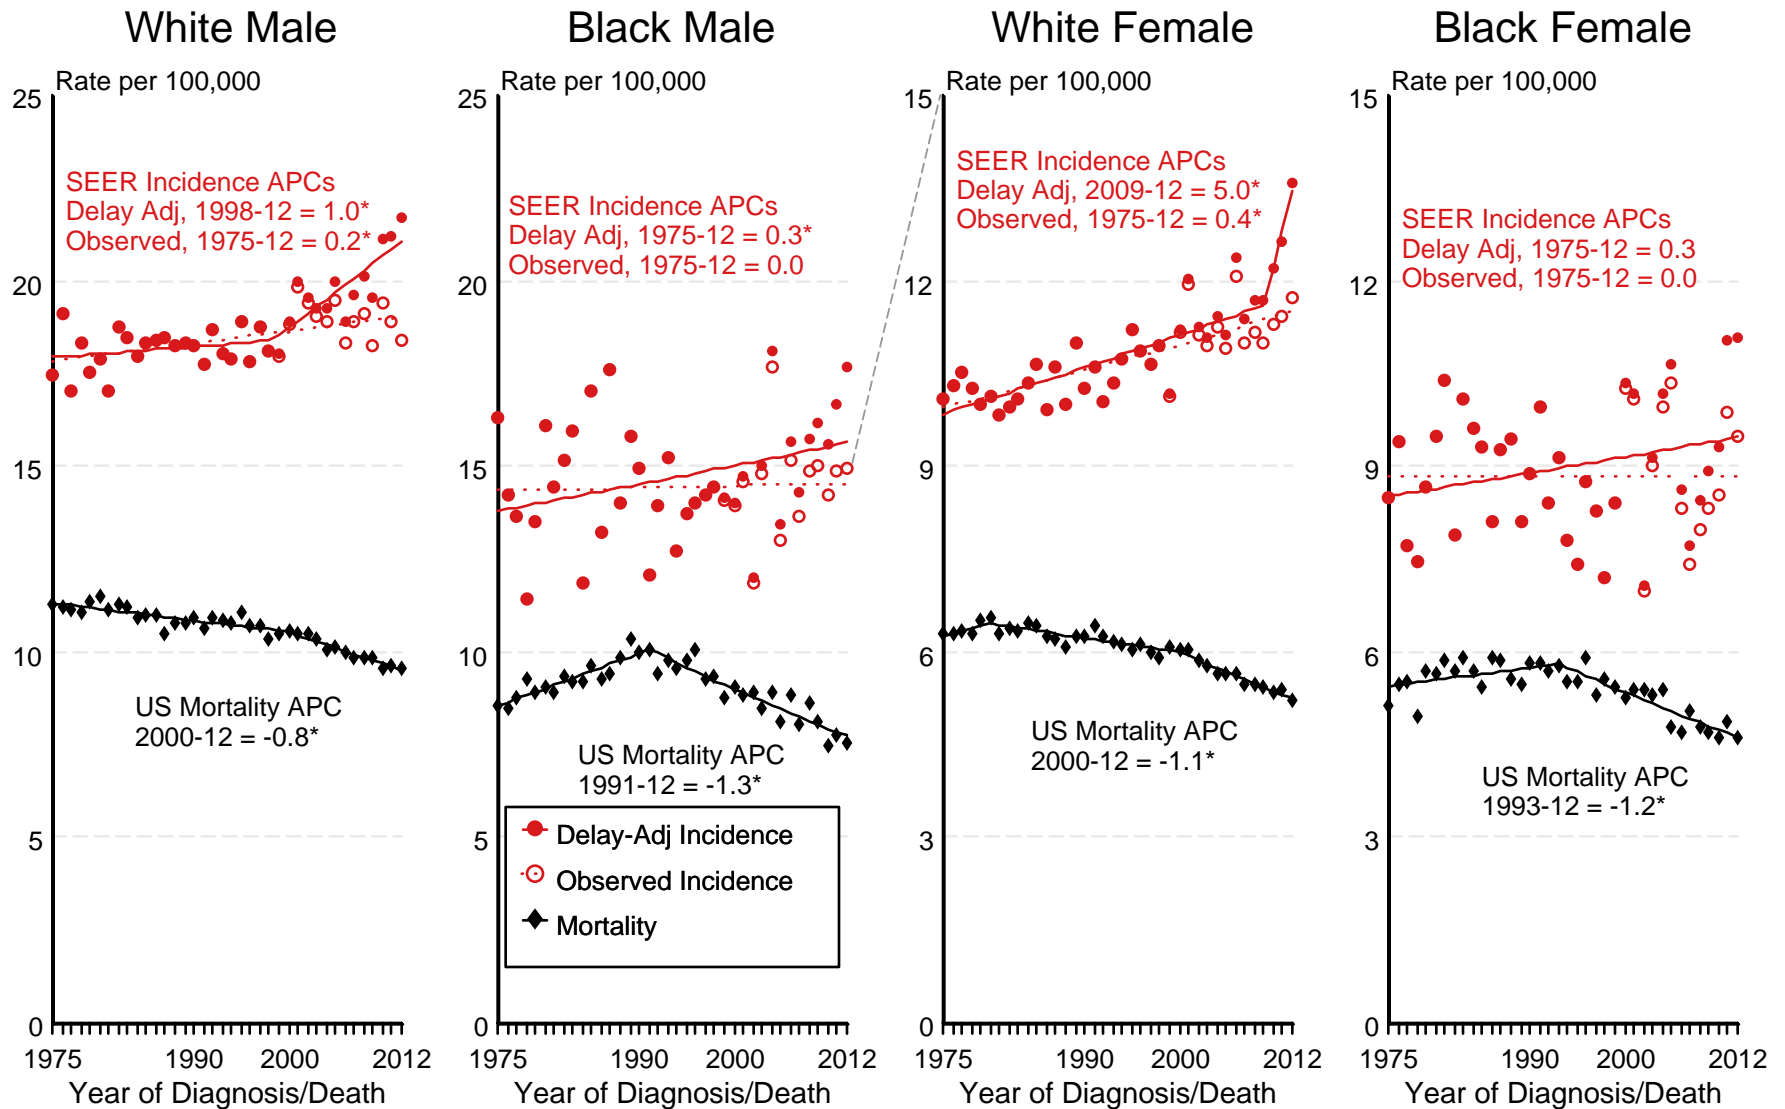 White Male
Rate per 100,000
25
20
15
10
5
0
SEER Incidence APCs
Delay Adj, 1998-12 = 1.0*
Observed, 1975-12 = 0.2*
US Mortality APC
2000-12 = -0.8*
1975
1990
2000
2012
Year of Diagnosis/Death
Black Male
Rate per 100,000
25
20
15
10
5
0
SEER Incidence APCs
Delay Adj, 1975-12 = 0.3*
Observed, 1975-12 = 0.0
US Mortality APC
1991-12 = -1.3*
Delay-Adj Incidence
Observed Incidence
Mortality
1975
1990
2000
2012
Year of Diagnosis/Death
White Female
Rate per 100,000
15
12
9
6
3
0
SEER Incidence APCs
Delay Adj, 2009-12 = 5.0*
Observed, 1975-12 = 0.4*
US Mortality APC
2000-12 = -1.1*
1975
1990
2000
2012
Year of Diagnosis/Death
Black Female
Rate per 100,000
15
12
9
6
3
0
SEER Incidence APCs
Delay Adj, 1975-12 = 0.3
Observed, 1975-12 = 0.0
US Mortality APC
1993-12 = -1.2*
1975
1990
2000
2012
Year of Diagnosis/Death